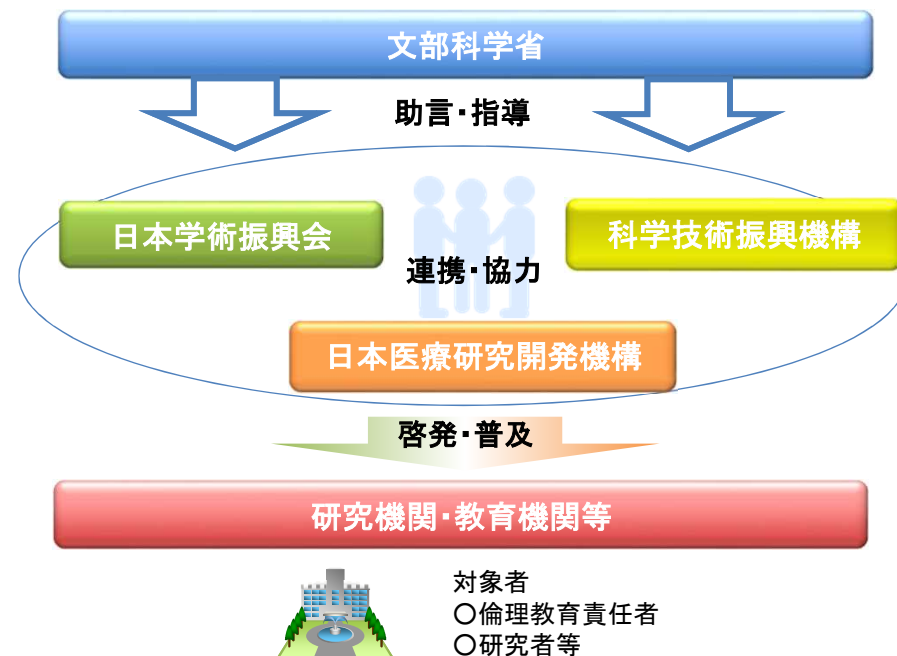 文部科学省
助言・指導
日本学術振興会
科学技術振興機構
連携・協力
日本医療研究開発機構
啓発・普及
研究機関・教育機関等
対象者
〇倫理教育責任者
〇研究者等